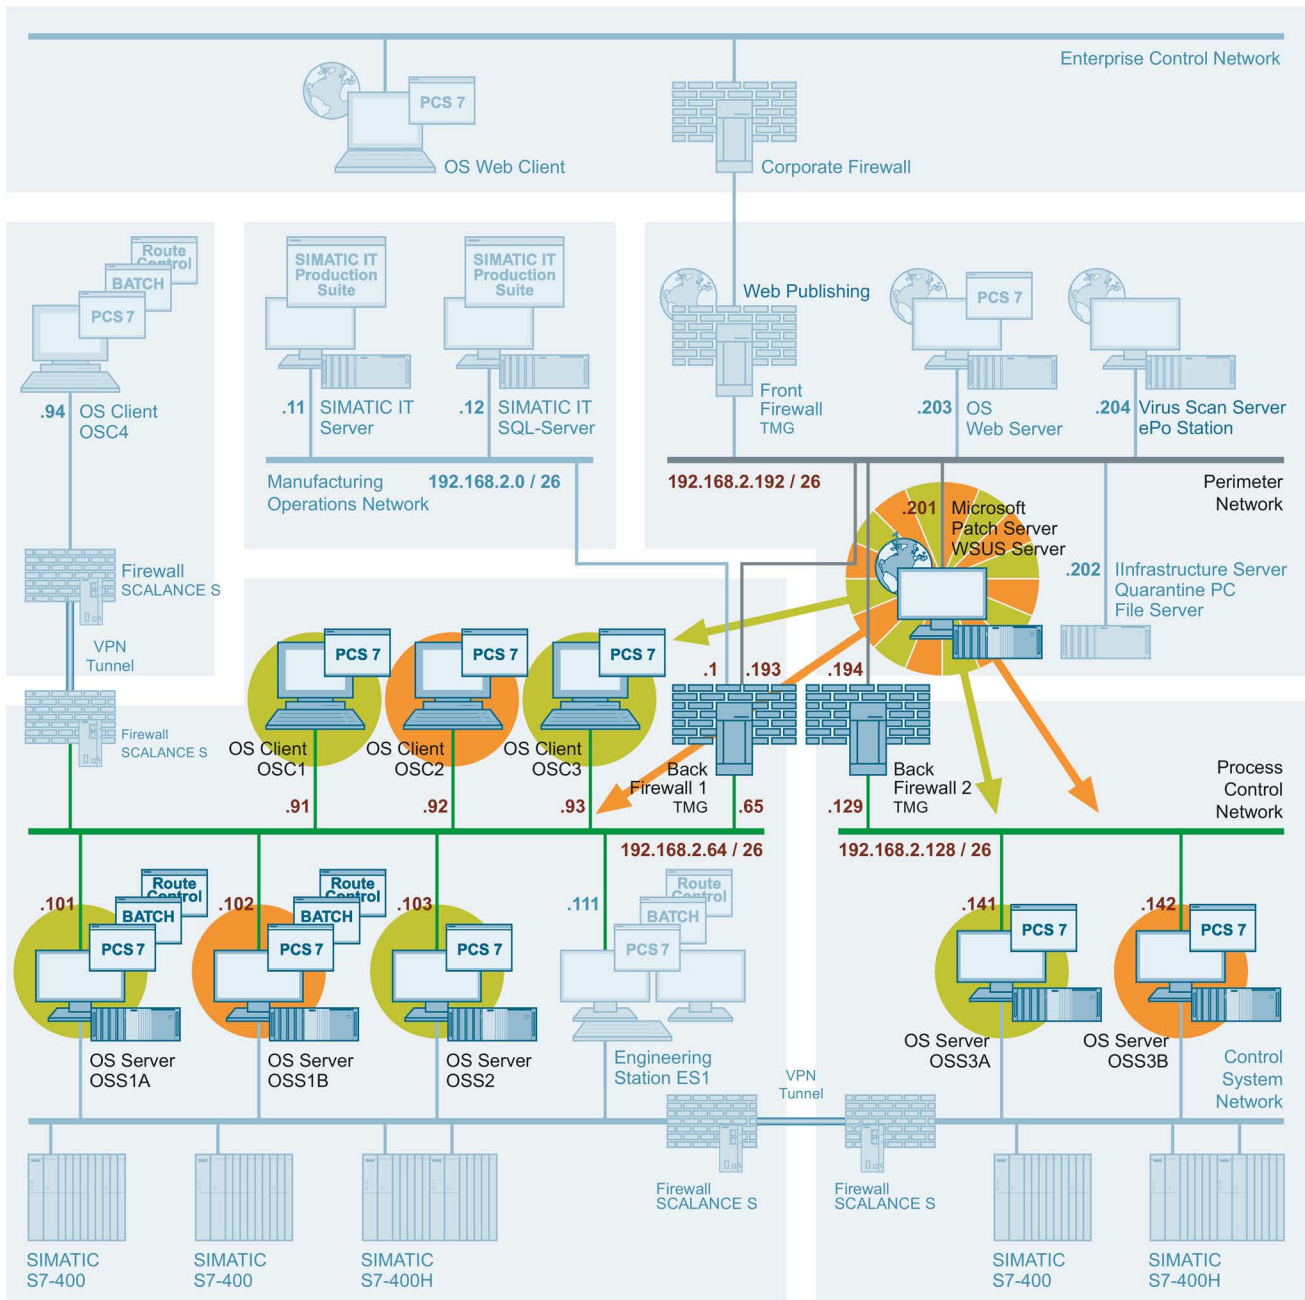 Enterprise Control Network
PCS 7
OS Web Client
Corporate Firewall
Route
Control
BATCH
PCS 7
.94 OS Client
OSC4
SIMATIC IT
Production
Suite
.11 SIMATIC IT
Server
SIMATIC IT
Production
Suite
.12 SIMATIC IT
SQL-Server
Manufacturing
Operations Network
192.168.2.0 / 26
Web Publishing
Front
Firewall
TMG
PCS 7
.203 OS
Web Server
.204 Virus Scan Server
ePo Station
192.168.2.192 / 26
Perimeter
Network
.201 Microsoft
Patch Server
WSUS Server
.202 IInfrastructure Server
Quarantine PC
File Server
Firewall
SCALANCE S
VPN
Tunnel
Firewall
SCALANCE S
PCS 7
OS Client
OSC1
.91
PCS 7
OS Client
OSC2
.92
PCS 7
OS Client
OSC3
.93
.1
.193
Back
Firewall 1
TMG
.65
.194
Back
Firewall 2
TMG
.129
Process
Control
Network
192.168.2.64 / 26
192.168.2.128 / 26
.101
Route
Control
BATCH
PCS 7
OS Server
OSS1A
.102
Route
Control
BATCH
PCS 7
OS Server
OSS1B
.103
PCS 7
OS Server
OSS2
.111
Route
Control
BATCH
PCS 7
Engineering
Station ES1
.141
PCS 7
OS Server
OSS3A
.142
PCS 7
OS Server
OSS3B
Control
System
Network
VPN
Tunnel
Firewall
SCALANCE S
Firewall
SCALANCE S
SIMATIC
S7-400
SIMATIC
S7-400
SIMATIC
S7-400H
SIMATIC
S7-400
SIMATIC
S7-400H